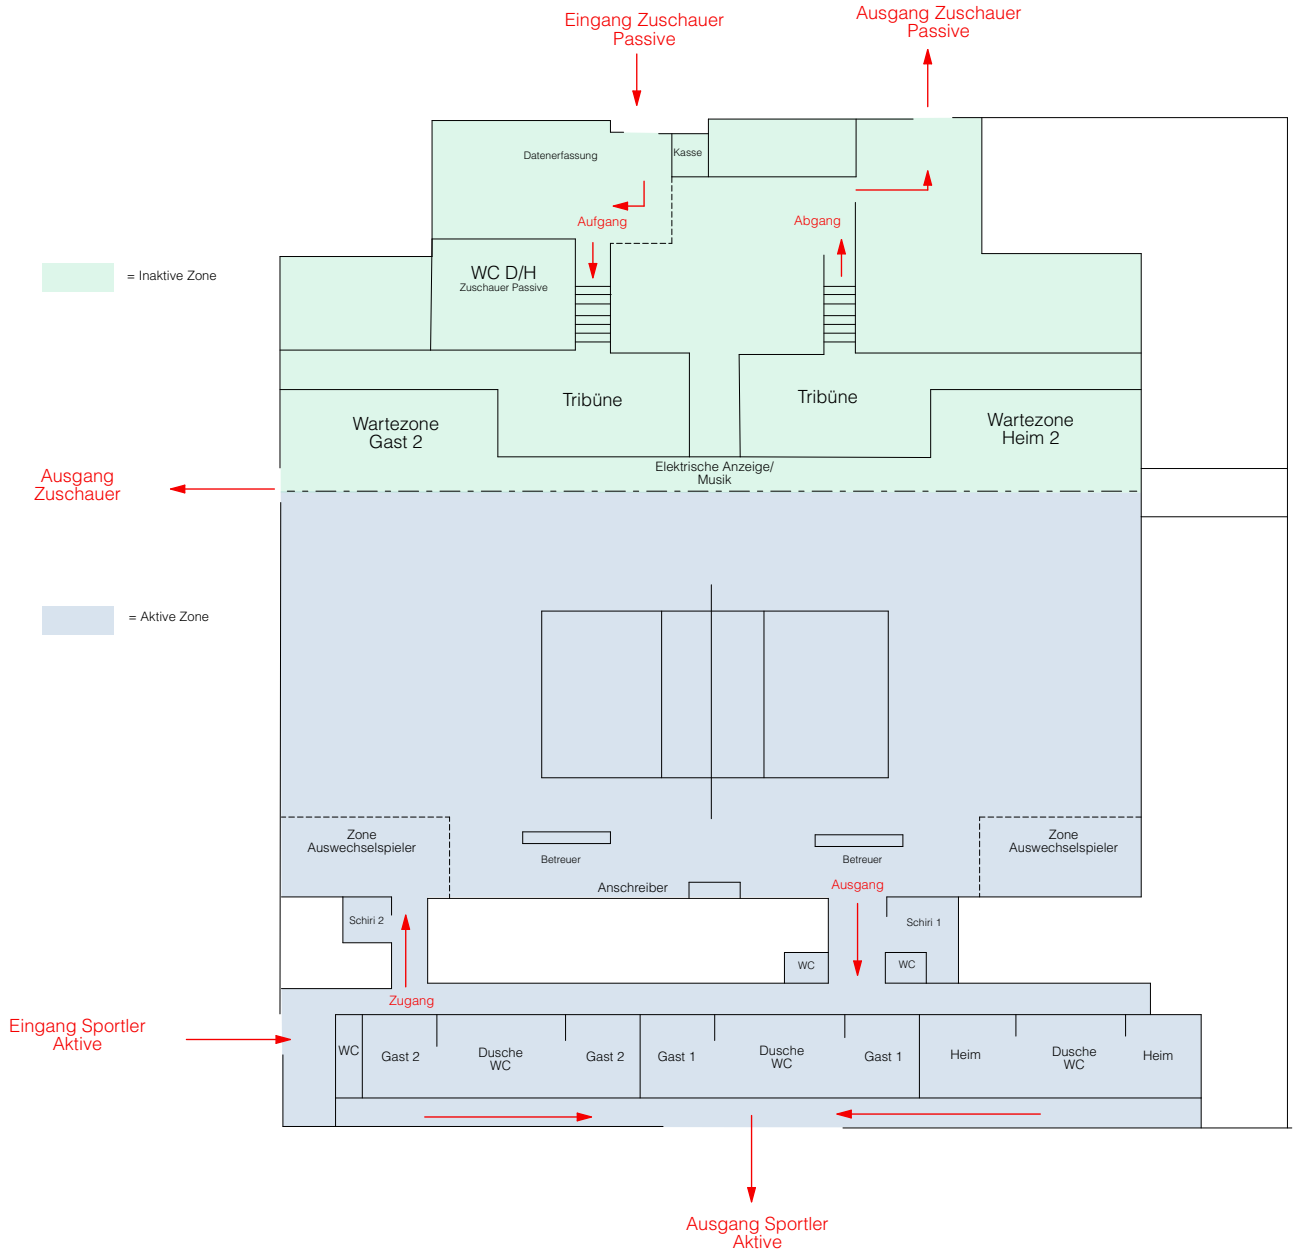 Eingang Zuschauer
Passive
Ausgang Zuschauer
Passive
Datenerfassung
Kasse
Aufgang
Abgang
WC D/H
Zuschauer Passive
= Inaktive Zone
Tribüne
Tribüne
Wartezone
Gast 2
Wartezone
Heim 2
Elektrische Anzeige/
Musik
Ausgang
Zuschauer
= Aktive Zone
Zone
Auswechselspieler
Betreuer
Betreuer
Zone
Auswechselspieler
Anschreiber
Ausgang
Schiri 2
Schiri 1
WC
WC
Zugang
Eingang Sportler
Aktive
WC
Gast 2
Dusche
WC
Gast 2
Gast 1
Dusche
WC
Gast 1
Heim
Dusche
WC
Heim
Ausgang Sportler
Aktive